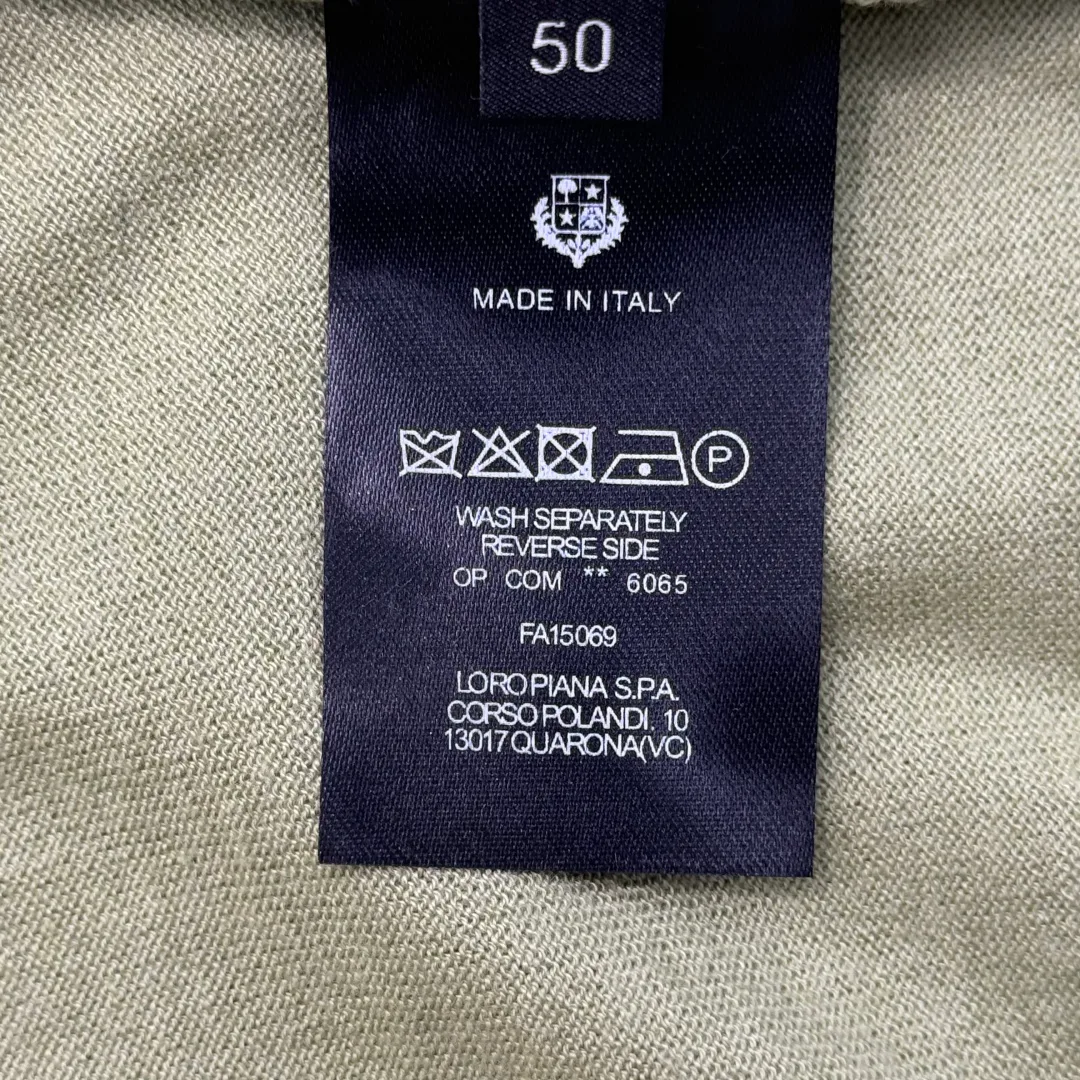 50
MADE IN ITALY
P
WASH SEPARATELY
REVERSE SIDE
OP COM ** 6065
FA15069
LORO PIANA S.P.A.
CORSO POLANDI. 10
13017 QUARONA(VC)